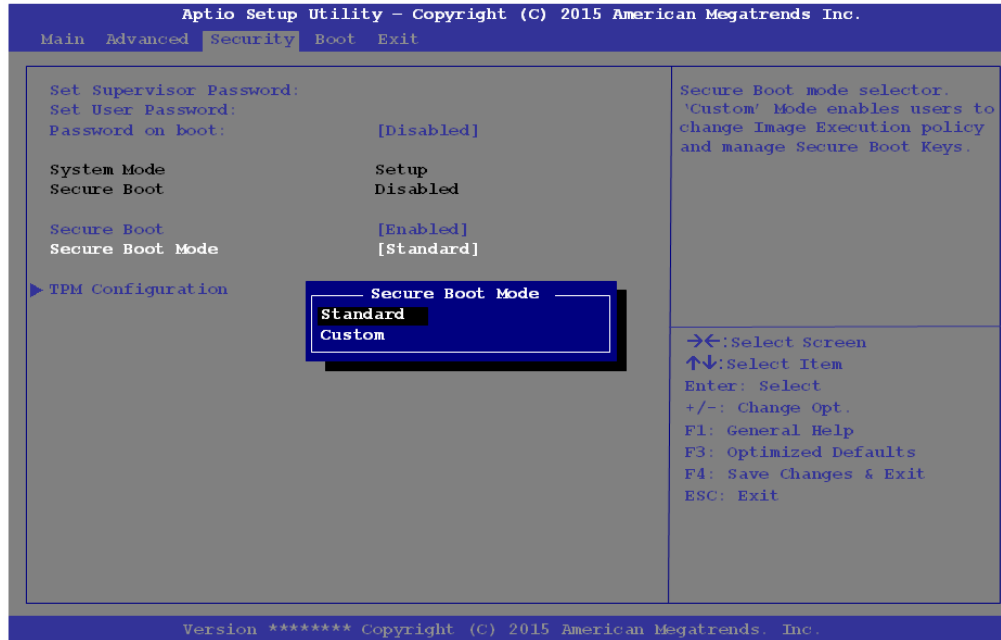 Aptio Setup Utility – Copyright (C) 2015 American Megatrends Inc.
Main Advanced Security Boot Exit
Set Supervisor Password:
Set User Password:
Password on boot: [Disabled]
System Mode Setup
Secure Boot Disabled
Secure Boot [Enabled]
Secure Boot Mode [Standard]
TPM Configuration
Secure Boot Mode
Standard
Custom
Secure Boot mode selector.
'Custom' Mode enables users to
change Image Execution policy
and manage Secure Boot Keys.
→←:Select Screen
↑↓:Select Item
Enter: Select
+/-: Change Opt.
F1: General Help
F3: Optimized Defaults
F4: Save Changes & Exit
ESC: Exit
Version ******** Copyright (C) 2015 American Megatrends. Inc.